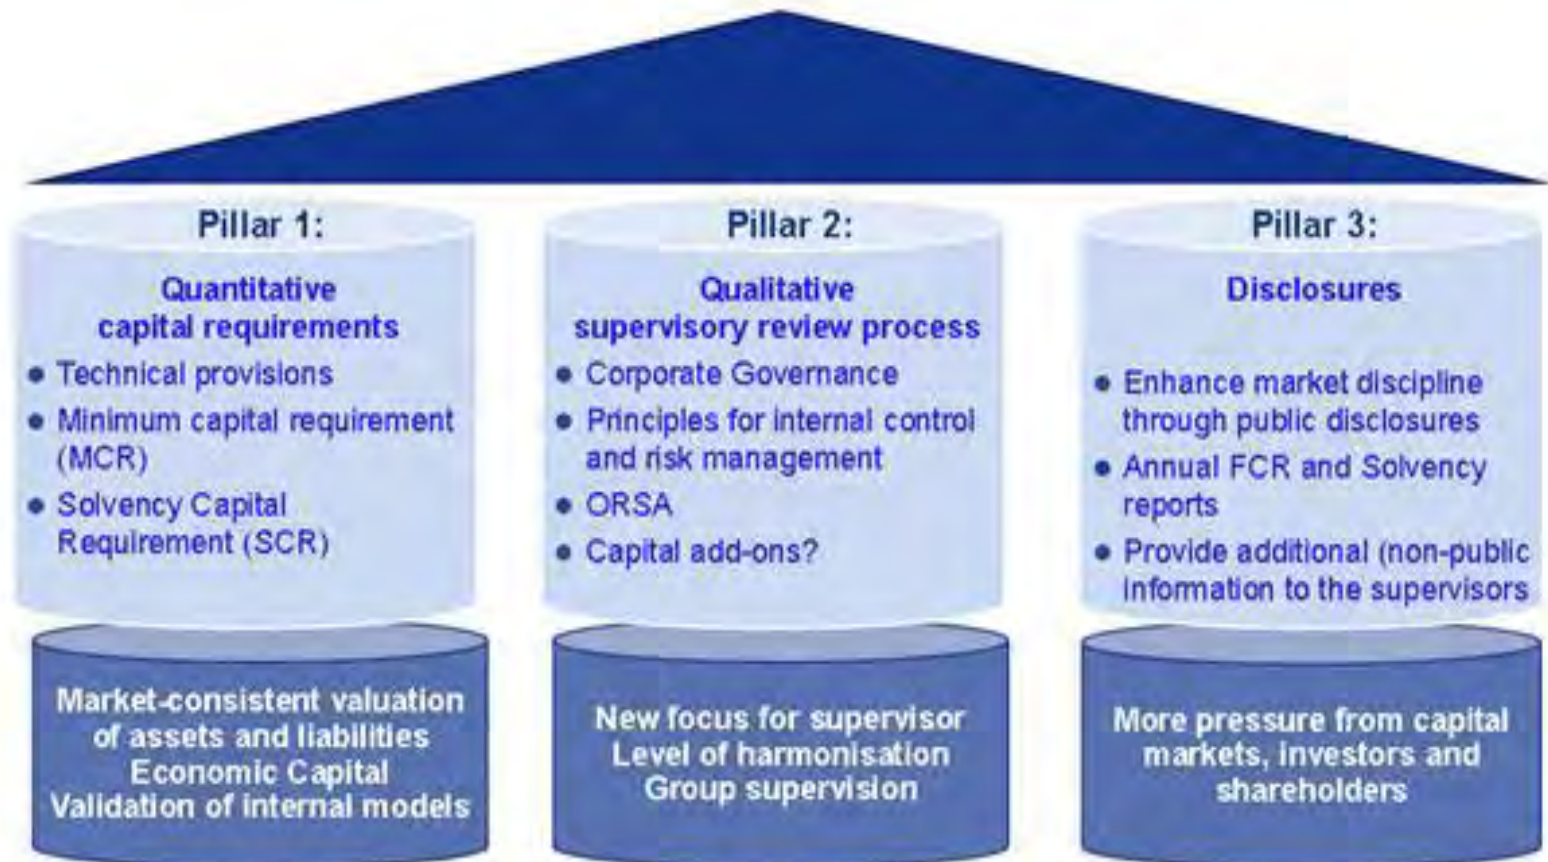 Pillar 1:
Quantitative
capital requirements
• Technical provisions
• Minimum capital requirement
(MCR)
• Solvency Capital
Requirement (SCR)
Market-consistent valuation
of assets and liabilities
Economic Capital
Validation of internal models
Pillar 2:
Qualitative
supervisory review process
• Corporate Governance
• Principles for internal control
and risk management
• ORSA
• Capital add-ons?
New focus for supervisor
Level of harmonisation
Group supervision
Pillar 3:
Disclosures
• Enhance market discipline
through public disclosures
• Annual FCR and Solvency
reports
• Provide additional (non-public
information to the supervisors
More pressure from capital
markets, investors and
shareholders